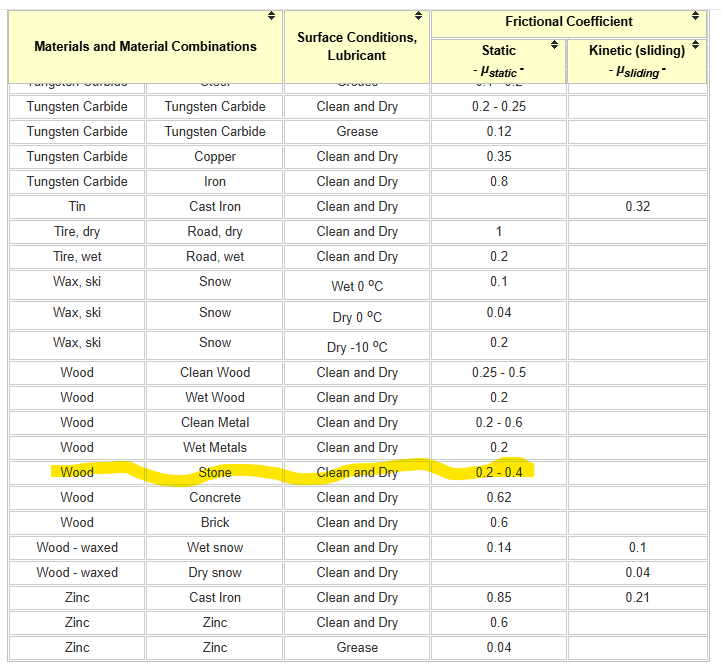 Materials and Material Combinations Surface Conditions, Lubricant Frictional Coefficient
Static - μstatic - Kinetic (sliding) - μsliding -
Tungsten Carbide Tungsten Carbide Clean and Dry 0.2 - 0.25
Tungsten Carbide Tungsten Carbide Grease 0.12
Tungsten Carbide Copper Clean and Dry 0.35
Tungsten Carbide Iron Clean and Dry 0.8
Tin Cast Iron Clean and Dry 0.32
Tire, dry Road, dry Clean and Dry 1
Tire, wet Road, wet Clean and Dry 0.2
Wax, ski Snow Wet 0 ºC 0.1
Wax, ski Snow Dry 0 ºC 0.04
Wax, ski Snow Dry -10 ºC 0.2
Wood Clean Wood Clean and Dry 0.25 - 0.5
Wood Wet Wood Clean and Dry 0.2
Wood Clean Metal Clean and Dry 0.2 - 0.6
Wood Wet Metals Clean and Dry 0.2
Wood Stone Clean and Dry 0.2 - 0.4
Wood Concrete Clean and Dry 0.62
Wood Brick Clean and Dry 0.6
Wood - waxed Wet snow Clean and Dry 0.14 0.1
Wood - waxed Dry snow Clean and Dry 0.04
Zinc Cast Iron Clean and Dry 0.85 0.21
Zinc Zinc Clean and Dry 0.6
Zinc Zinc Grease 0.04